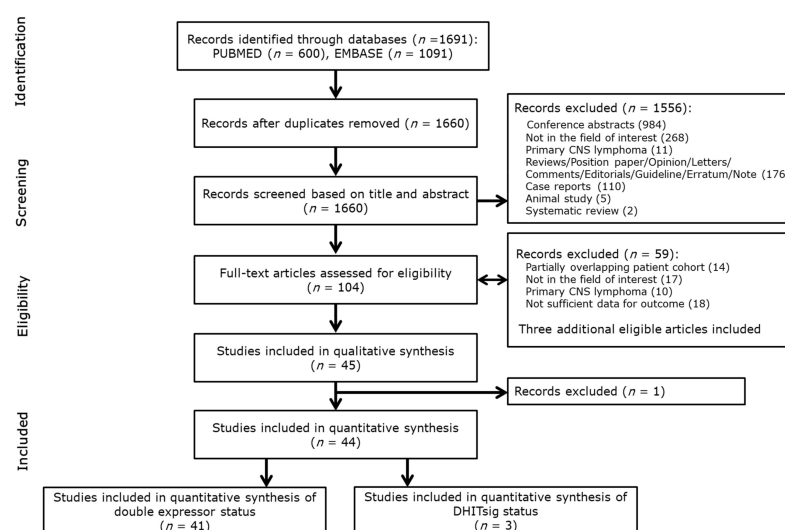 Identification
Records identified through databases (n =1691):
PUBMED (n = 600), EMBASE (n = 1091)
Records after duplicates removed (n = 1660)
Screening
Records screened based on title and abstract
(n = 1660)
Records excluded (n = 1556):
Conference abstracts (984)
Not in the field of interest (268)
Primary CNS lymphoma (11)
Reviews/Position paper/Opinion/Letters/
Comments/Editorials/Guideline/Erratum/Note (176
Case reports (110)
Animal study (5)
Systematic review (2)
Eligibility
Full-text articles assessed for eligibility
(n = 104)
Records excluded (n = 59):
Partially overlapping patient cohort (14)
Not in the field of interest (17)
Primary CNS lymphoma (10)
Not sufficient data for outcome (18)
Three additional eligible articles included
Studies included in qualitative synthesis
(n = 45)
Records excluded (n = 1)
Included
Studies included in quantitative synthesis
(n = 44)
Studies included in quantitative synthesis of
double expressor status
(n = 41)
Studies included in quantitative synthesis of
DHITsig status
(n = 3)